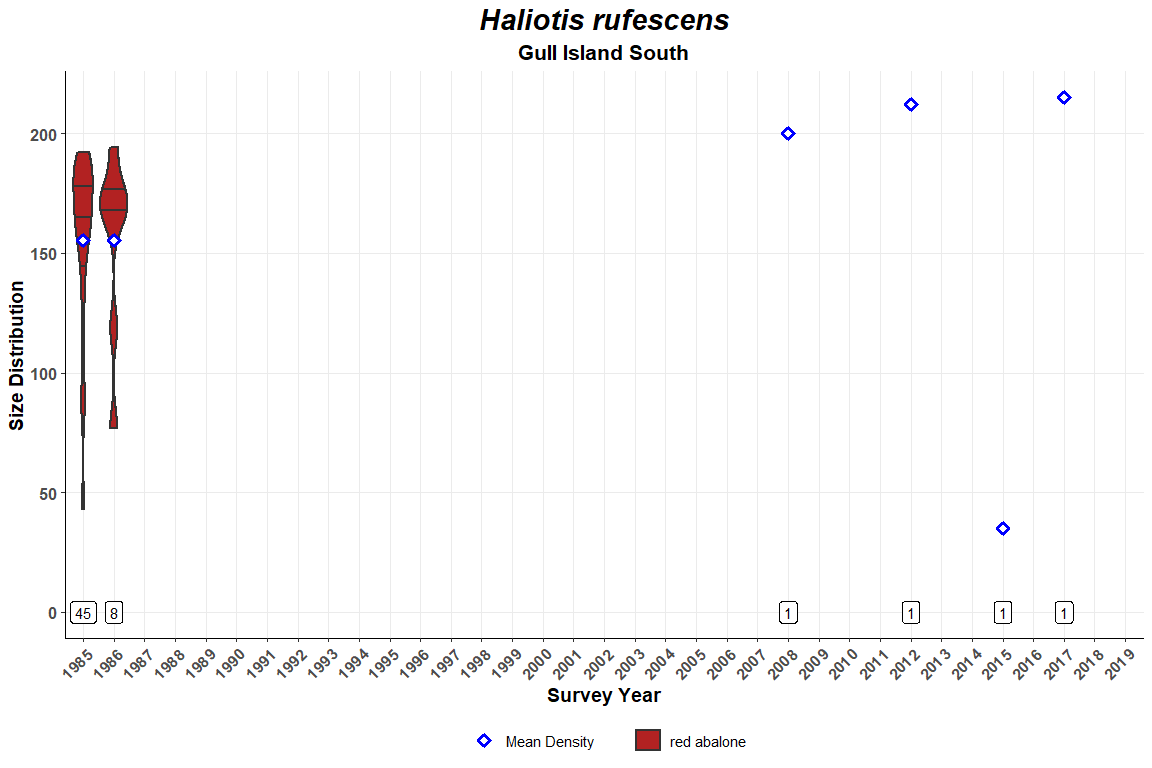 Haliotis rufescens
Gull Island South
Size Distribution
200
150
100
50
0
45
8
1
1
1
1
1985 1986 1987 1988 1989 1990 1991 1992 1993 1994 1995 1996 1997 1998 1999 2000 2001 2002 2003 2004 2005 2006 2007 2008 2009 2010 2011 2012 2013 2014 2015 2016 2017 2018 2019
Survey Year
Mean Density
red abalone